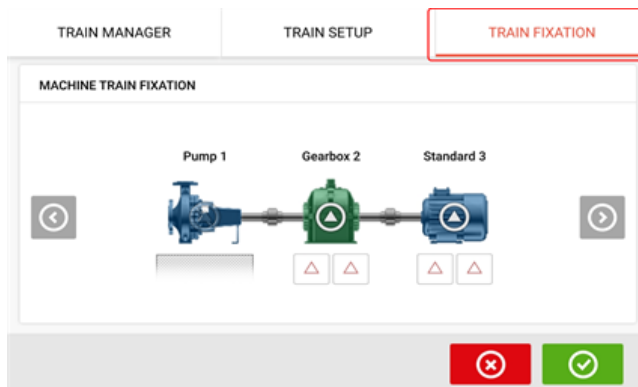 TRAIN MANAGER TRAIN SETUP TRAIN FIXATION
MACHINE TRAIN FIXATION
Pump 1 Gearbox 2 Standard 3